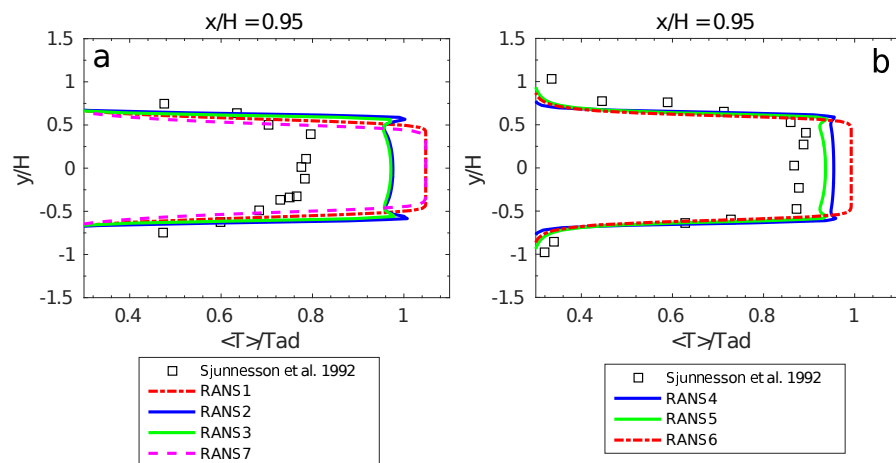 x/H = 0.95
a
1.5
1
0.5
0
-0.5
-1
-1.5
y/H
0.4
0.6
0.8
1
<T>/Tad
Sjunnesson et al. 1992
RANS1
RANS2
RANS3
RANS7
x/H = 0.95
b
1.5
1
0.5
0
-0.5
-1
-1.5
y/H
0.4
0.6
0.8
1
<T>/Tad
Sjunnesson et al. 1992
RANS4
RANS5
RANS6